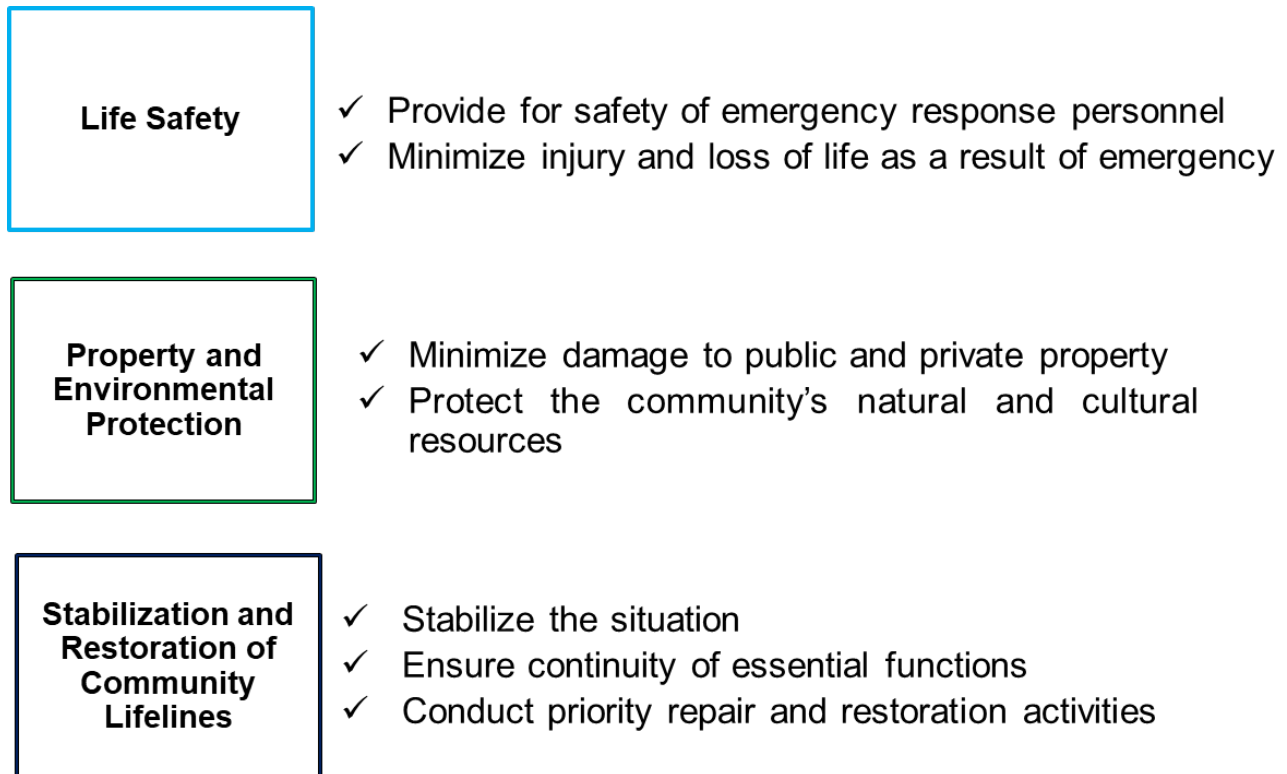 Life Safety
✓ Provide for safety of emergency response personnel
✓ Minimize injury and loss of life as a result of emergency
Property and
Environmental
Protection
✓ Minimize damage to public and private property
✓ Protect the community’s natural and cultural
resources
Stabilization and
Restoration of
Community
Lifelines
✓ Stabilize the situation
✓ Ensure continuity of essential functions
✓ Conduct priority repair and restoration activities